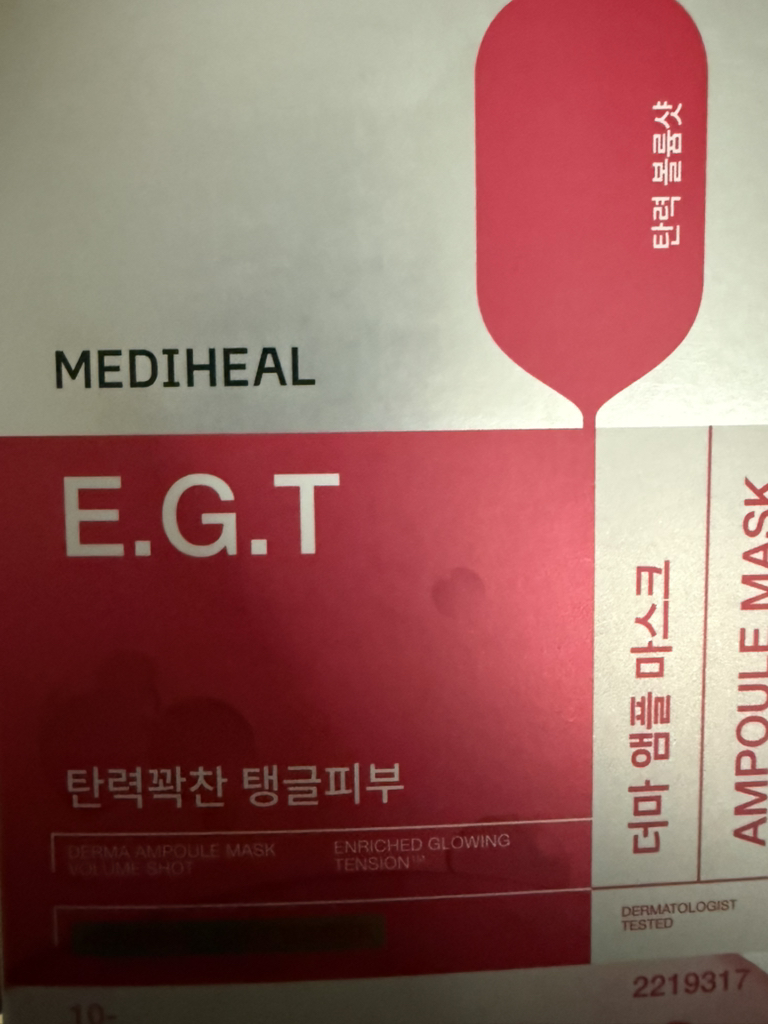 탄력 볼륨샷
MEDIHEAL
E.G.T
탄력꽉찬 탱글피부
DERMA AMPOULE MASK
VOLUME SHOT
ENRICHED GLOWING
TENSION™
더마 앰플 마스크
AMPOULE MASK
DERMATOLOGIST
TESTED
2219317
10-